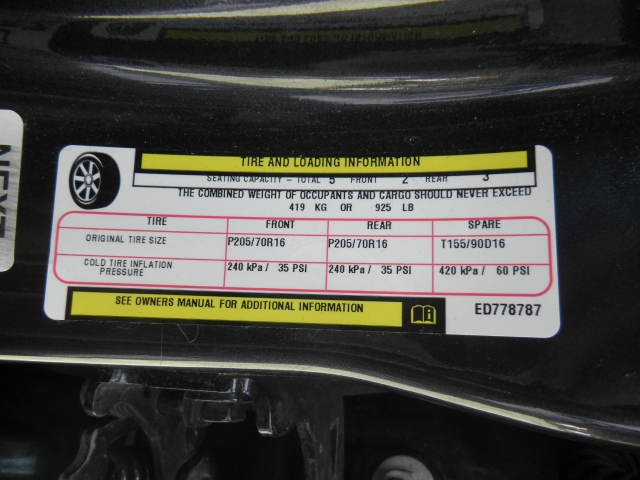 TIRE AND LOADING INFORMATION
SEATING CAPACITY - TOTAL 5 FRONT 2 REAR 3
THE COMBINED WEIGHT OF OCCUPANTS AND CARGO SHOULD NEVER EXCEED
419 KG OR 925 LB
TIRE FRONT REAR SPARE
ORIGINAL TIRE SIZE P205/70R16 P205/70R16 T155/90D16
COLD TIRE INFLATION PRESSURE 240 kPa / 35 PSI 240 kPa / 35 PSI 420 kPa / 60 PSI
SEE OWNERS MANUAL FOR ADDITIONAL INFORMATION
ED778787